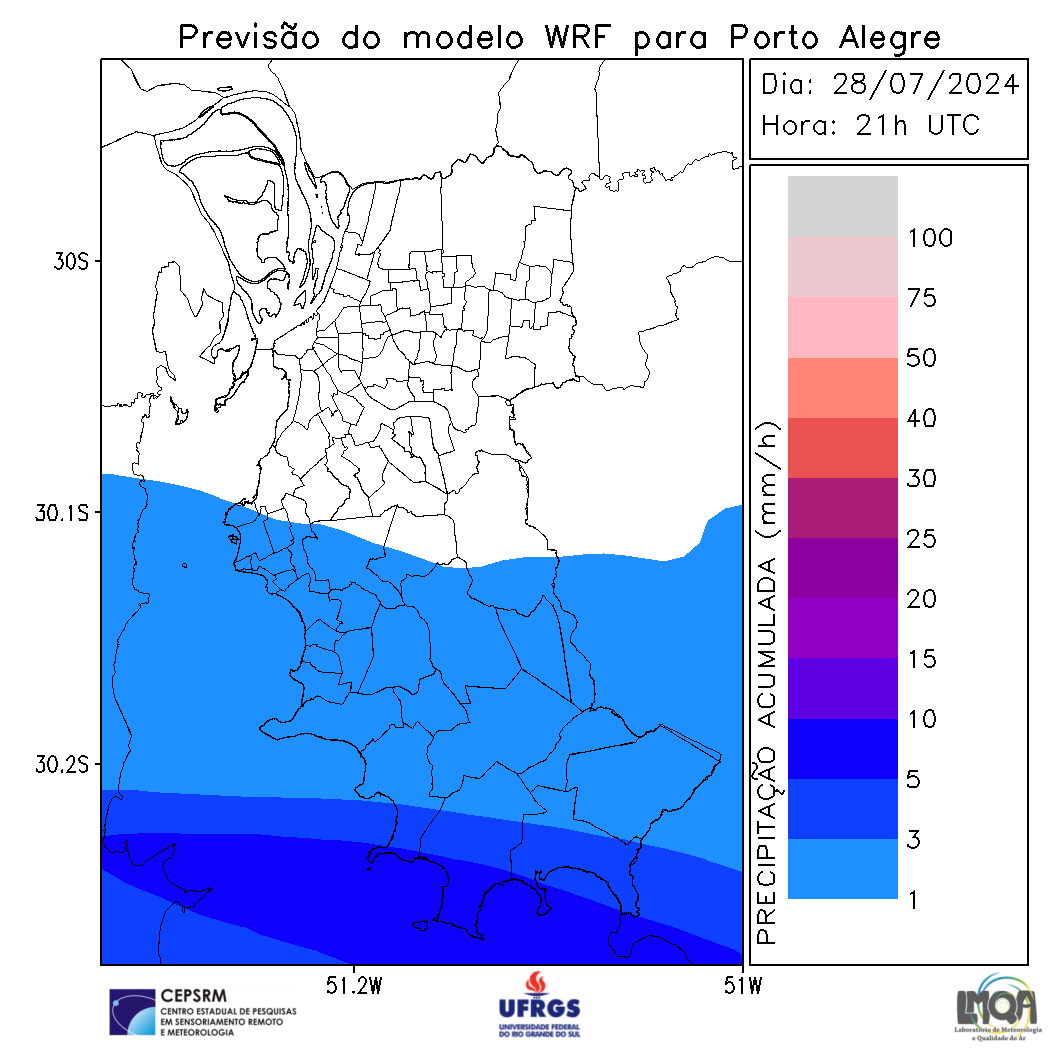 Previsão do modelo WRF para Porto Alegre
Dia: 28/07/2024
Hora: 21h UTC
100
75
50
40
30
25
20
15
10
5
3
1
PRECIPITAÇÃO ACUMULADA (mm/h)
30S
30.1S
30.2S
51.2W
51W
CEPSRM
CENTRO ESTADUAL DE PESQUISAS
EM SENSORIAMENTO REMOTO
E METEOROLOGIA
UFRGS
UNIVERSIDADE FEDERAL
DO RIO GRANDE DO SUL
LMQA
Laboratório de Meteorologia
e Qualidade do Ar